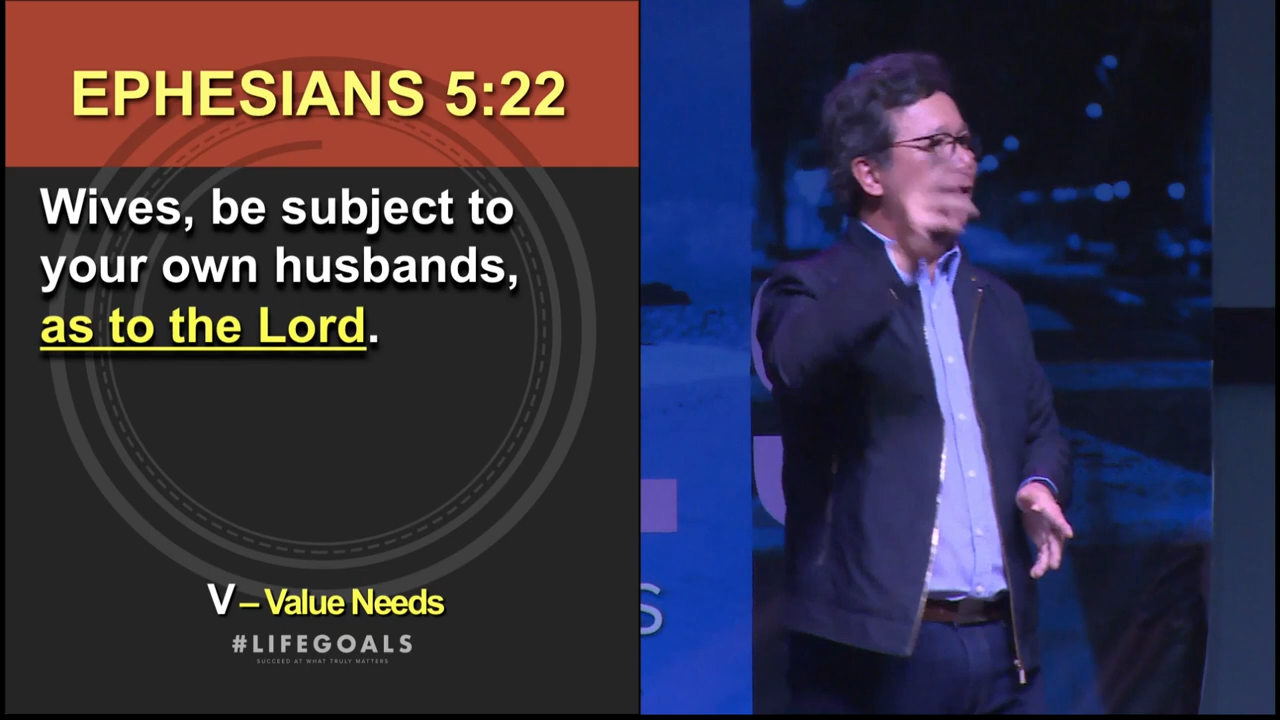 EPHESIANS 5:22
Wives, be subject to
your own husbands,
as to the Lord.
V – Value Needs
#LIFEGOALS
SUCCEED AT WHAT TRULY MATTERS
S